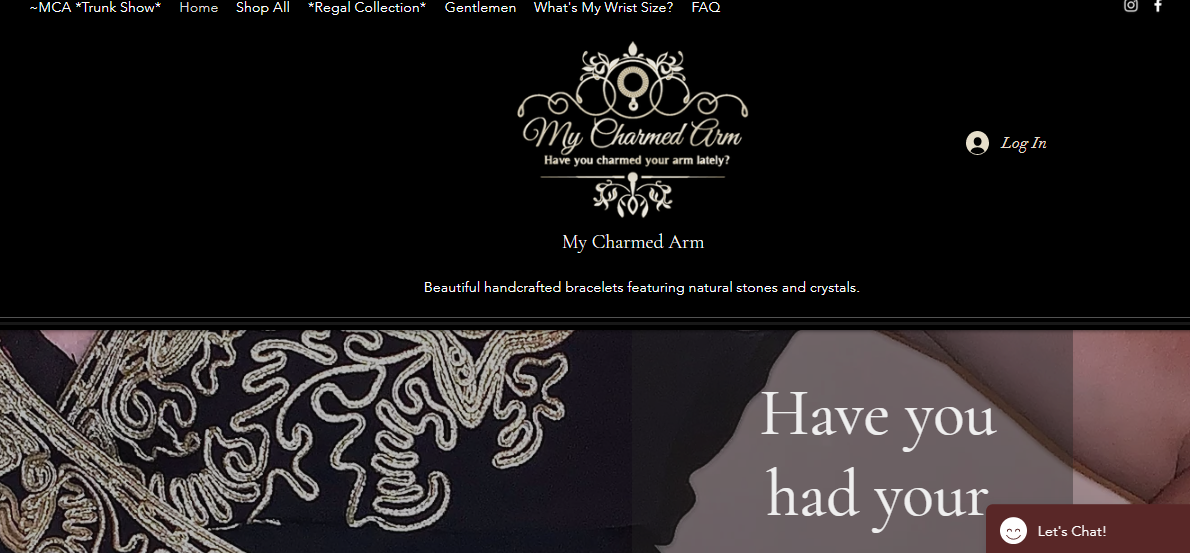 ~MCA *Trunk Show* Home Shop All *Regal Collection* Gentlemen What's My Wrist Size? FAQ
My Charmed Arm
Have you charmed your arm lately?
Log In
My Charmed Arm
Beautiful handcrafted bracelets featuring natural stones and crystals.
Have you
had your
Let's Chat!